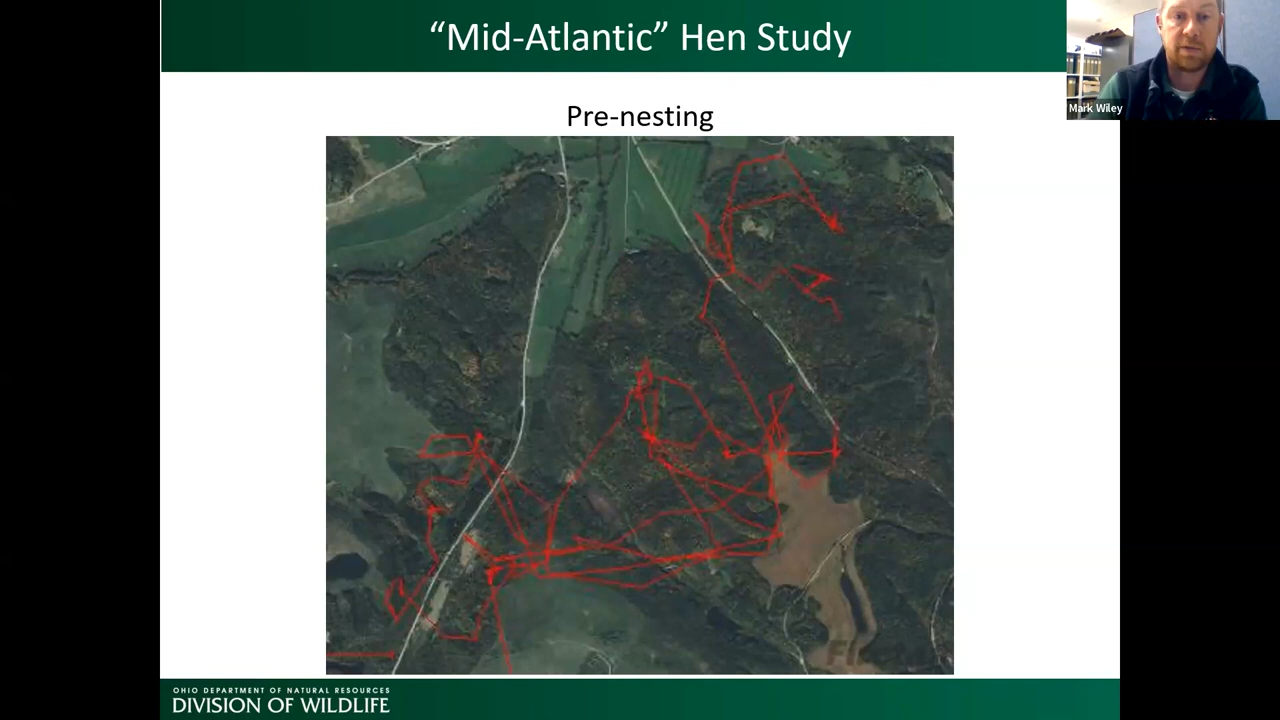 “Mid-Atlantic” Hen Study
Mark Wiley
Pre-nesting
OHIO DEPARTMENT OF NATURAL RESOURCES
DIVISION OF WILDLIFE